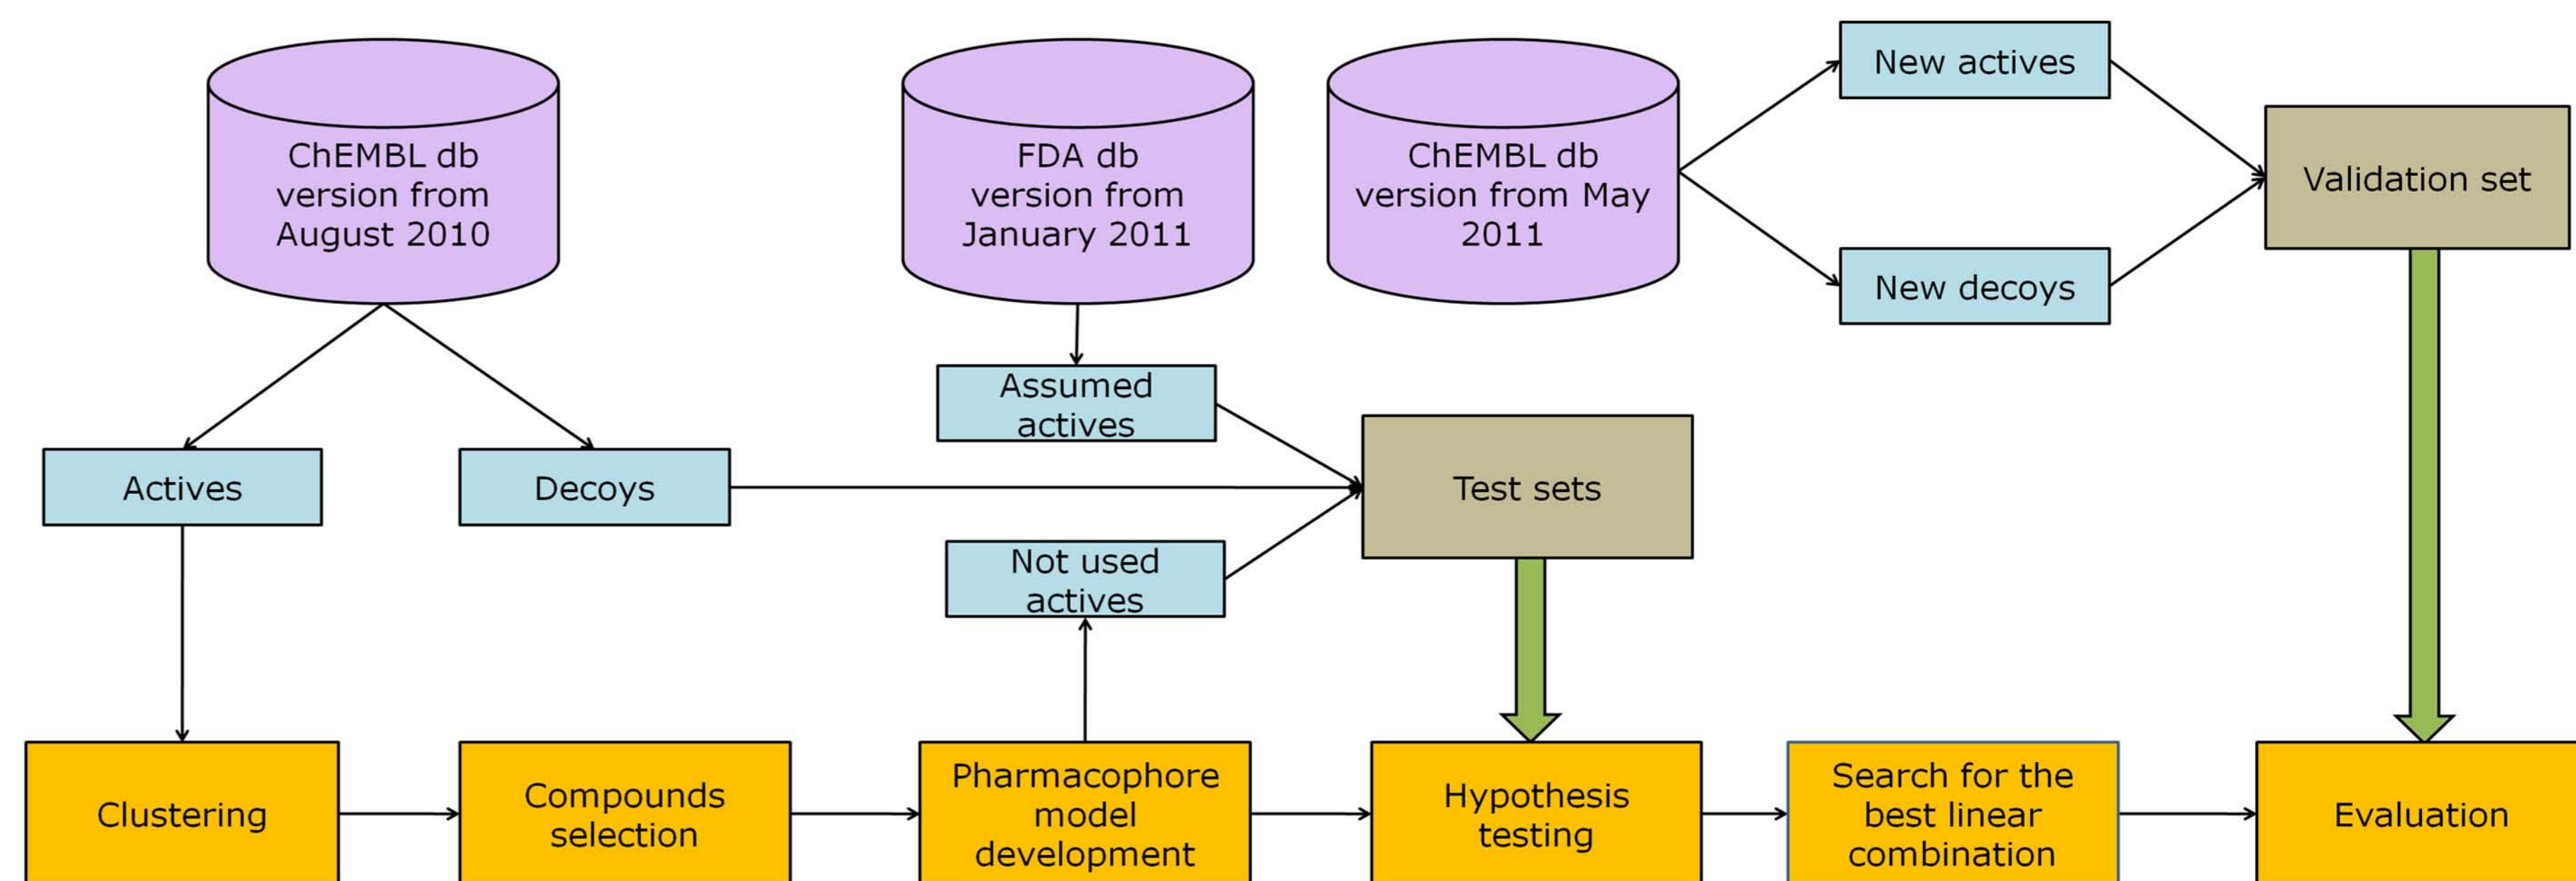 ChEMBL db
version from
August 2010
FDA db
version from
January 2011
ChEMBL db
version from May
2011
New actives
New decoys
Validation set
Assumed
actives
Actives
Decoys
Test sets
Not used
actives
Clustering
Compounds
selection
Pharmacophore
model
development
Hypothesis
testing
Search for the
best linear
combination
Evaluation